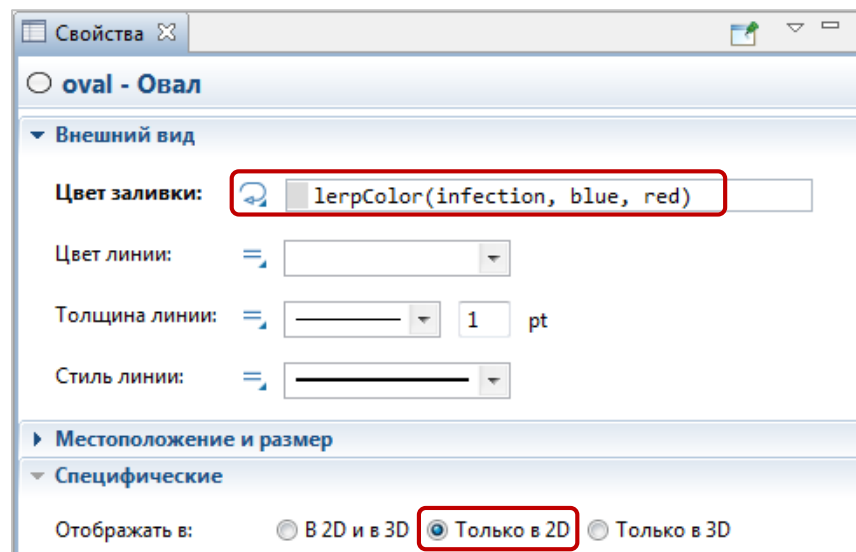 Свойства
oval - Овал
Внешний вид
Цвет заливки: lerpColor(infection, blue, red)
Цвет линии:
Толщина линии: 1 pt
Стиль линии:
Местоположение и размер
Специфические
Отображать в: В 2D и в 3D Только в 2D Только в 3D